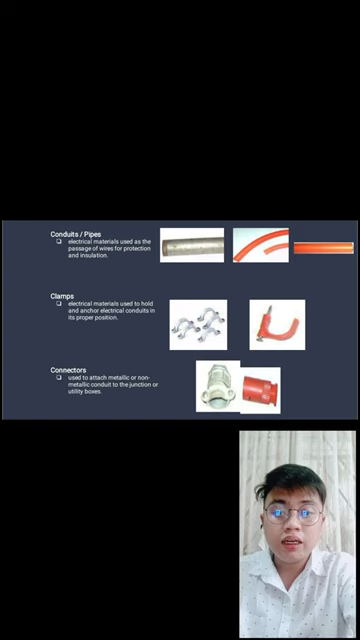 Conduits / Pipes
❑ electrical materials used as the
passage of wires for protection
and insulation.
Clamps
❑ electrical materials used to hold
and anchor electrical conduits in
its proper position.
Connectors
❑ used to attach metallic or non-
metallic conduit to the junction or
utility boxes.